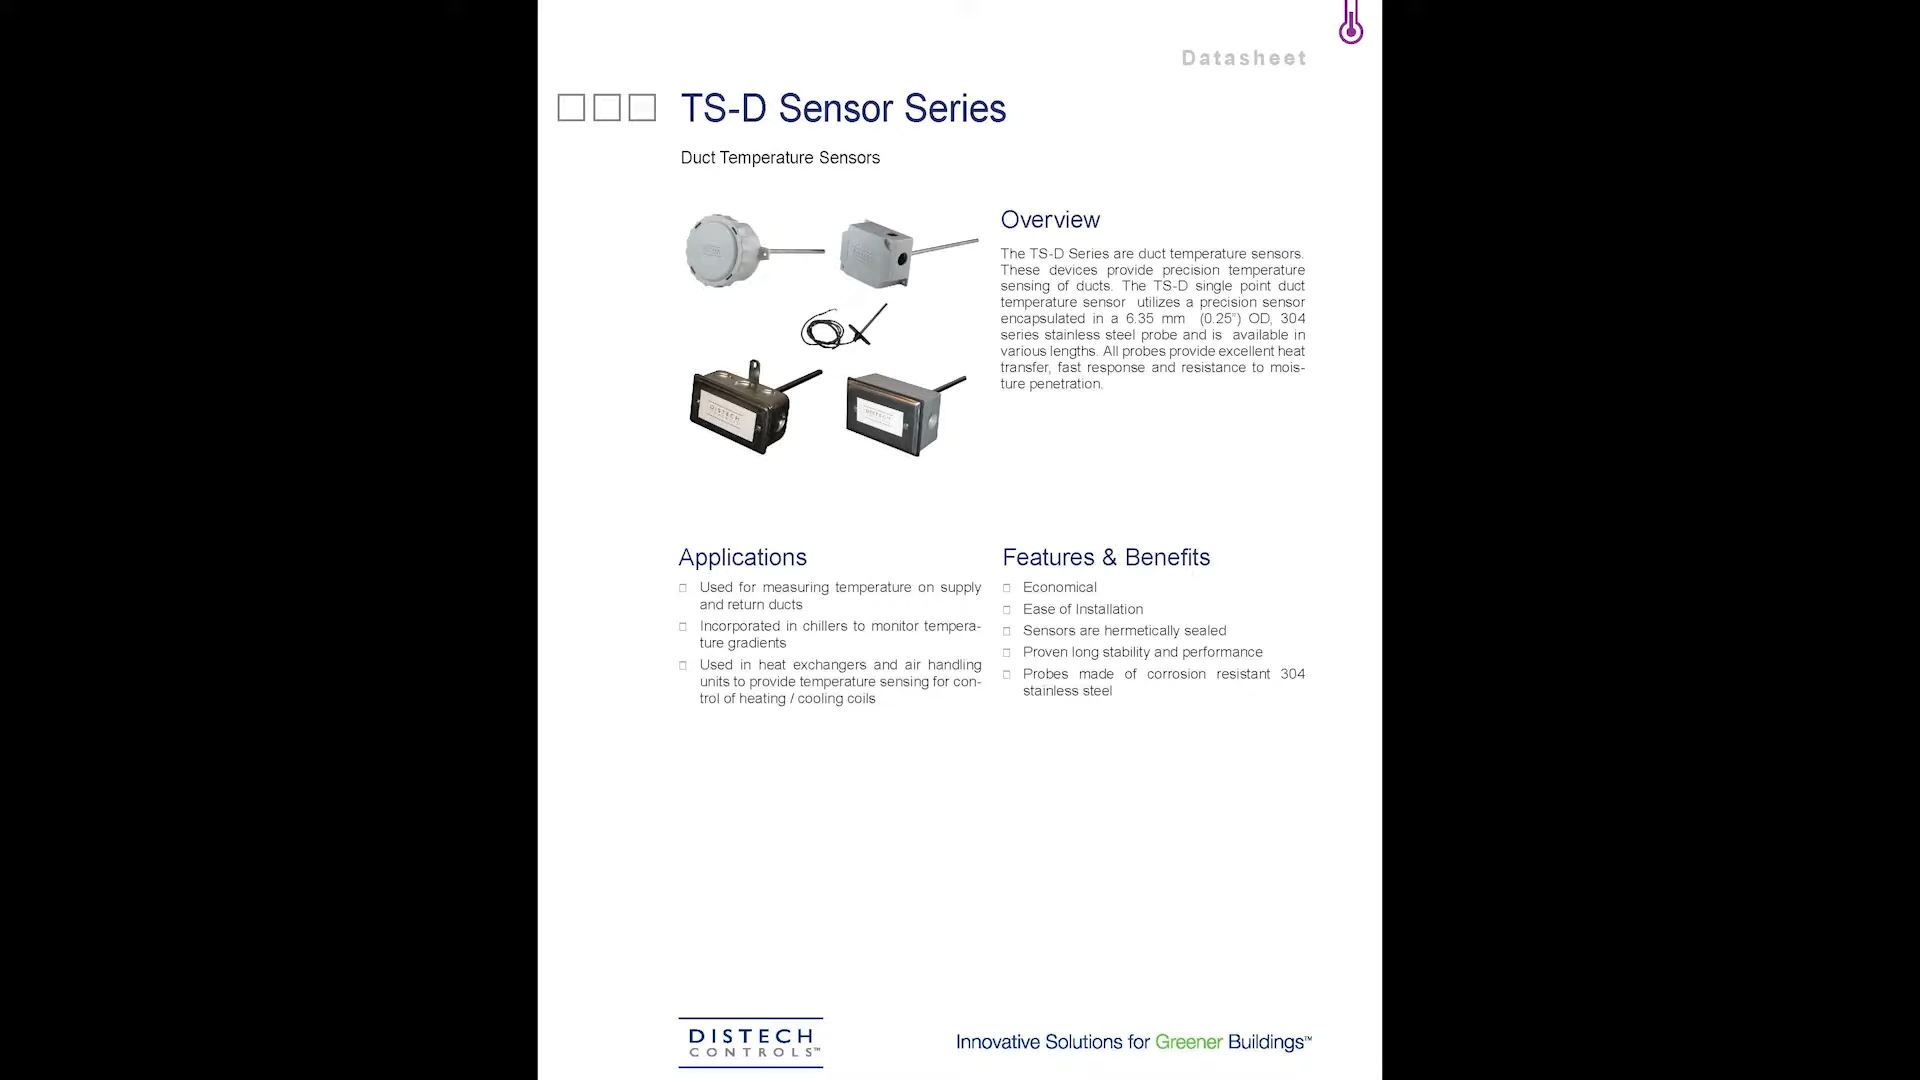 Datasheet
TS-D Sensor Series
Duct Temperature Sensors
Overview
The TS-D Series are duct temperature sensors.
These devices provide precision temperature
sensing of ducts. The TS-D single point duct
temperature sensor utilizes a precision sensor
encapsulated in a 6.35 mm (0.25”) OD, 304
series stainless steel probe and is available in
various lengths. All probes provide excellent heat
transfer, fast response and resistance to mois-
ture penetration.
DISTECH
DISTECH
Applications
Used for measuring temperature on supply
and return ducts
Incorporated in chillers to monitor tempera-
ture gradients
Used in heat exchangers and air handling
units to provide temperature sensing for con-
trol of heating / cooling coils
Features & Benefits
Economical
Ease of Installation
Sensors are hermetically sealed
Proven long stability and performance
Probes made of corrosion resistant 304
stainless steel
DISTECH
CONTROLS™
Innovative Solutions for Greener Buildings™